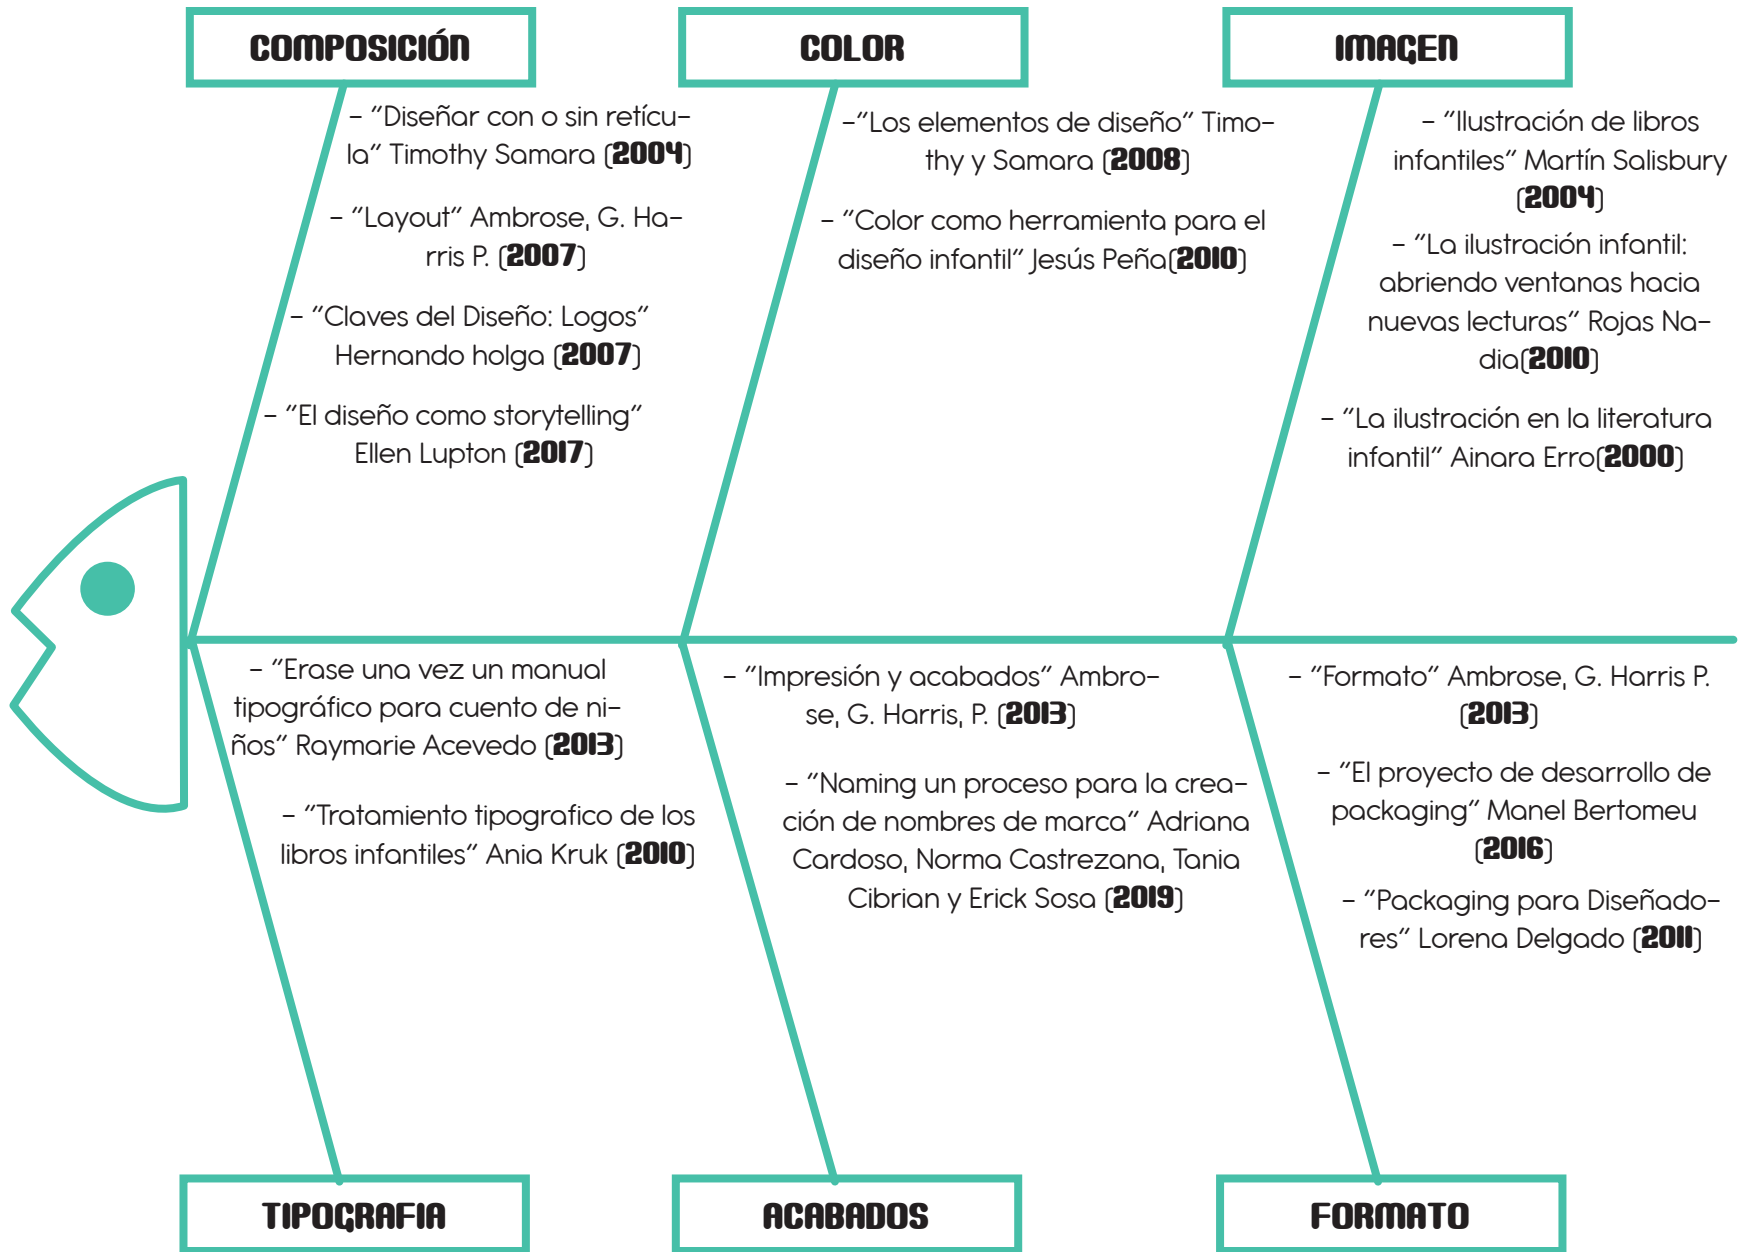 COMPOSICIÓN
- "Diseñar con o sin retícu-
la" Timothy Samara (2004)
- "Layout" Ambrose, G. Ha-
rris P. (2007)
- "Claves del Diseño: Logos"
Hernando holga (2007)
- "El diseño como storytelling"
Ellen Lupton (2017)
COLOR
-"Los elementos de diseño" Timo-
thy y Samara (2008)
- "Color como herramienta para el
diseño infantil" Jesús Peña(2010)
IMAGEN
- "Ilustración de libros
infantiles" Martín Salisbury
(2004)
- "La ilustración infantil:
abriendo ventanas hacia
nuevas lecturas" Rojas Na-
dia(2010)
- "La ilustración en la literatura
infantil" Ainara Erro(2000)
- "Erase una vez un manual
tipográfico para cuento de ni-
ños" Raymarie Acevedo (2013)
- "Tratamiento tipografico de los
libros infantiles" Ania Kruk (2010)
TIPOGRAFIA
- "Impresión y acabados" Ambro-
se, G. Harris, P. (2013)
- "Naming un proceso para la crea-
ción de nombres de marca" Adriana
Cardoso, Norma Castrezana, Tania
Cibrian y Erick Sosa (2019)
ACABADOS
- "Formato" Ambrose, G. Harris P.
(2013)
- "El proyecto de desarrollo de
packaging" Manel Bertomeu
(2016)
- "Packaging para Diseñado-
res" Lorena Delgado (2011)
FORMATO